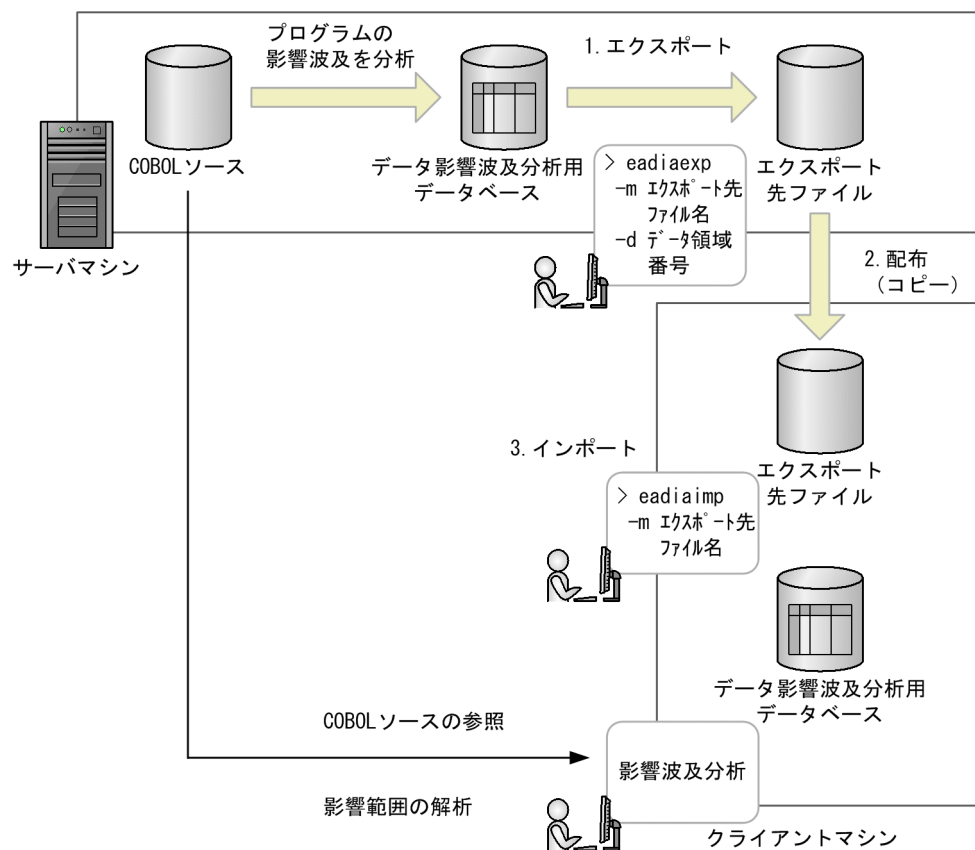 プログラムの
影響波及を分析
1.エクスポート
COBOLソース
データ影響波及分析用
データベース
> eadiaexp
-m ｴｸｽﾎﾟｰﾄ先
ﾌｧｲﾙ名
-d ﾃﾞｰﾀ領域
番号
エクスポート
先ファイル
サーバマシン
2.配布
（コピー）
3.インポート
> eadiaimp
-m ｴｸｽﾎﾟｰﾄ先
ﾌｧｲﾙ名
エクスポート
先ファイル
データ影響波及分析用
データベース
COBOLソースの参照
影響波及分析
影響範囲の解析
クライアントマシン